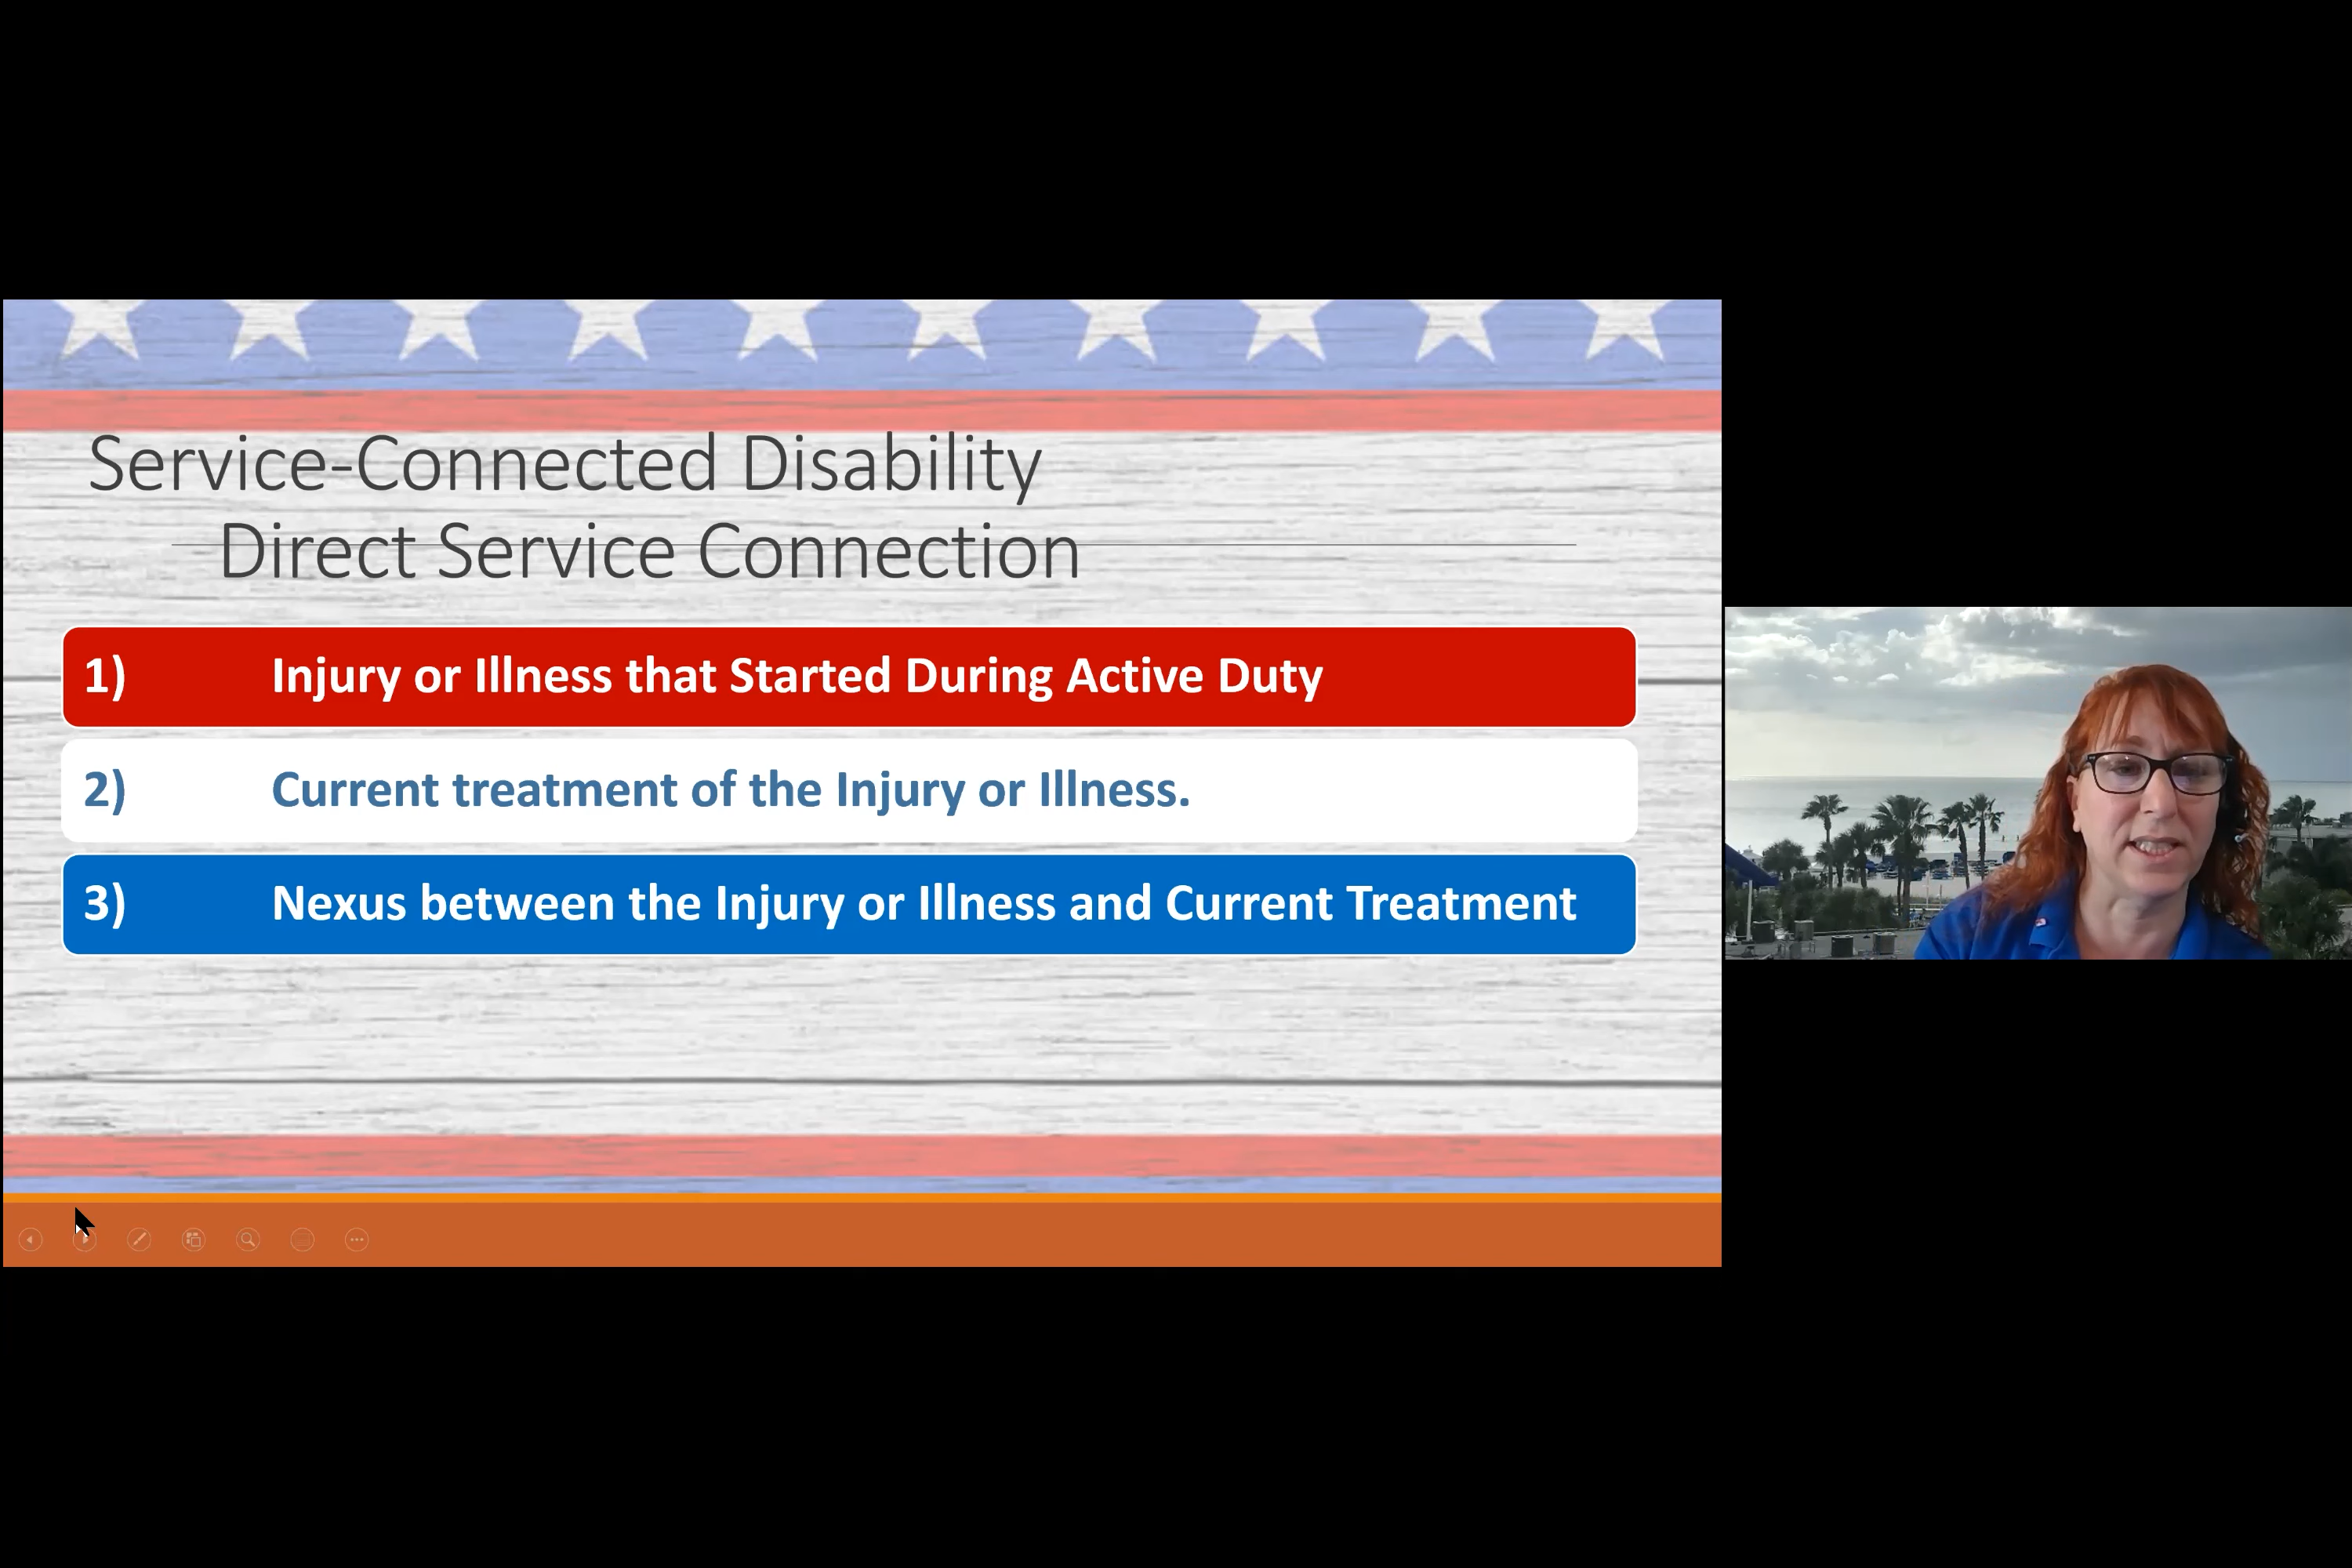 Service-Connected Disability
Direct Service Connection
1) Injury or Illness that Started During Active Duty
2) Current treatment of the Injury or Illness.
3) Nexus between the Injury or Illness and Current Treatment